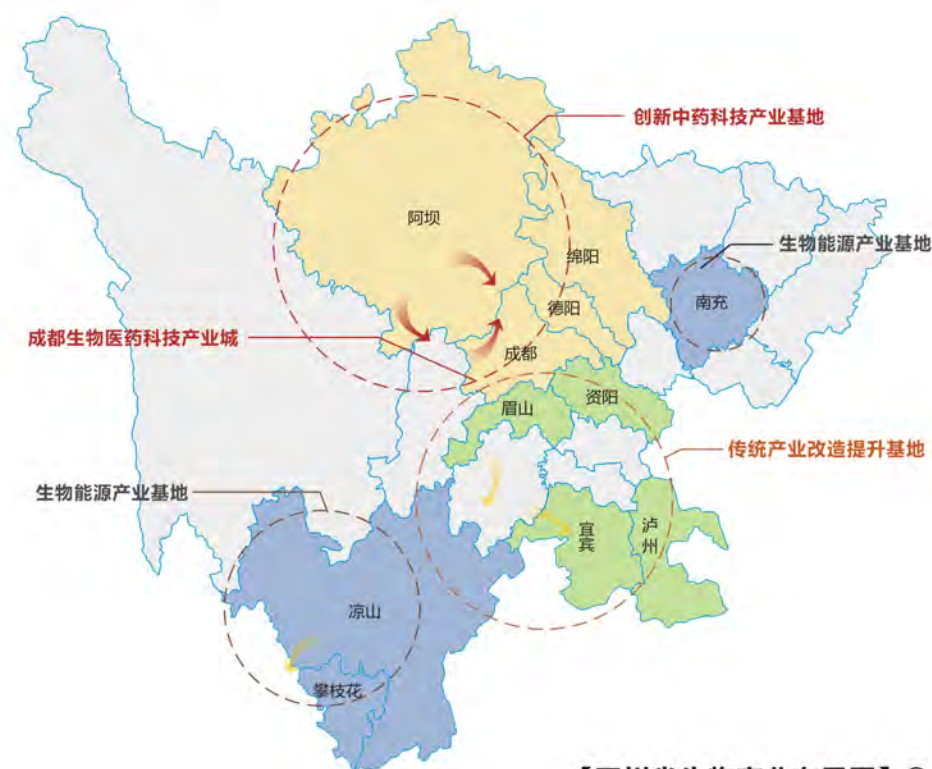 创新中药科技产业基地
阿坝
生物能源产业基地
绵阳
南充
德阳
成都生物医药科技产业城
成都
资阳
眉山
传统产业改造提升基地
生物能源产业基地
宜宾
泸州
凉山
攀枝花